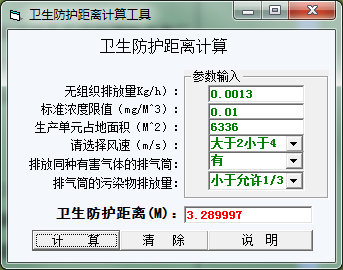 卫生防护距离计算工具
卫生防护距离计算
参数输入
无组织排放量Kg/h): 0.0013
标准浓度限值(mg/M^3): 0.01
生产单元占地面积(M^2): 6336
请选择风速(m/s): 大于2小于4
排放同种有害气体的排气筒: 有
排气筒的污染物排放量: 小于允许1/3
卫生防护距离(M): 3.289997
计 算 清 除 说 明